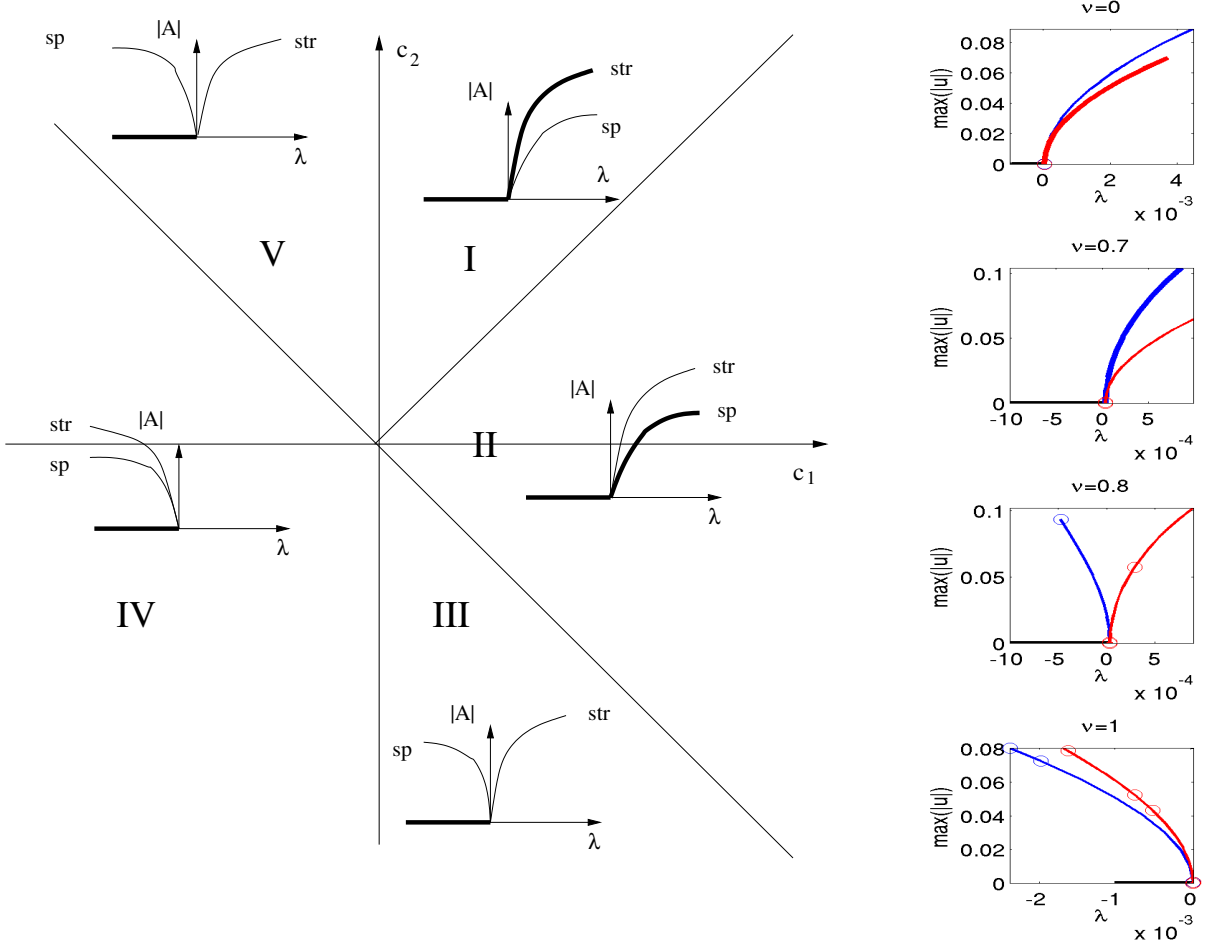 sp
|A|
str
λ
c 2
|A|
str
sp
λ
V
I
str
|A|
sp
λ
II
|A|
str
sp
λ
c 1
IV
III
|A|
sp
str
λ
ν=0
max(|u|)
0.08
0.06
0.04
0.02
0
0 2 4
λ
x 10 -3
ν=0.7
max(|u|)
0.1
0.05
0
-10 -5 0 5
λ
x 10 -4
ν=0.8
max(|u|)
0.1
0.05
0
-10 -5 0 5
λ
x 10 -4
ν=1
max(|u|)
0.08
0.06
0.04
0.02
0
-2 -1 0
λ
x 10 -3